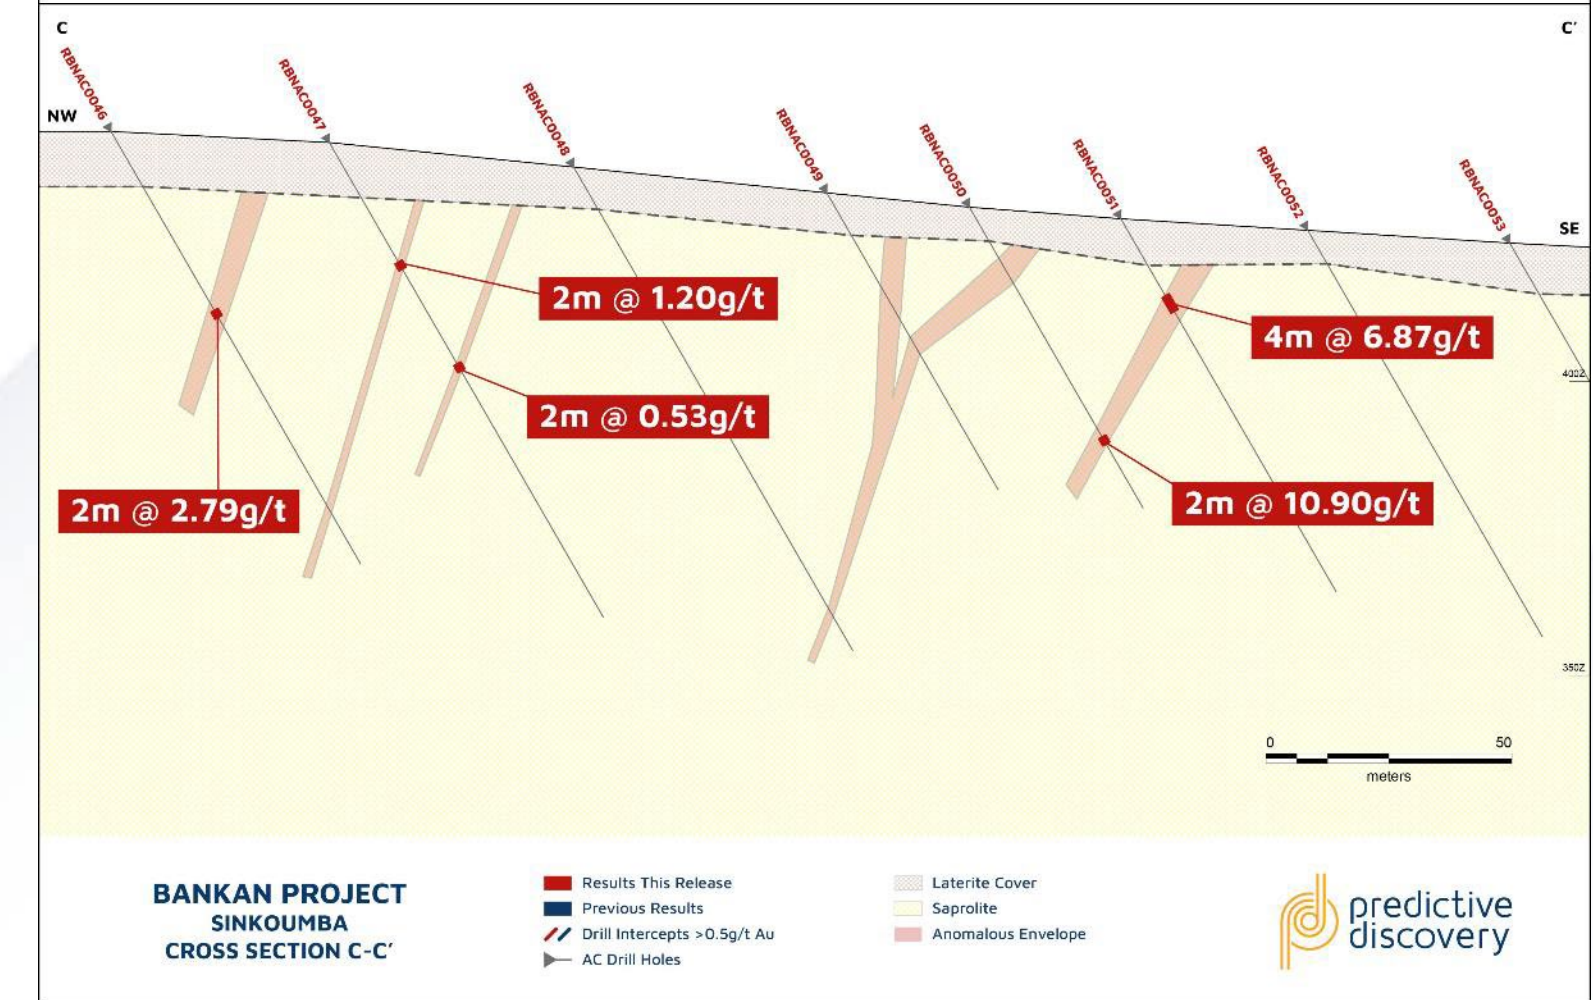 C
C'
RBNAC0046
RBNAC0047
RBNAC0048
RBNAC0049
RBNAC0050
RBNAC0051
RBNAC0052
RBNAC0053
NW
SE
2m @ 1.20g/t
4m @ 6.87g/t
400Z
2m @ 0.53g/t
2m @ 2.79g/t
2m @ 10.90g/t
350Z
0 50
meters
BANKAN PROJECT
SINKOUMBA
CROSS SECTION C-C'
Results This Release
Previous Results
Drill Intercepts >0.5g/t Au
AC Drill Holes
Laterite Cover
Saprolite
Anomalous Envelope
predictive
discovery